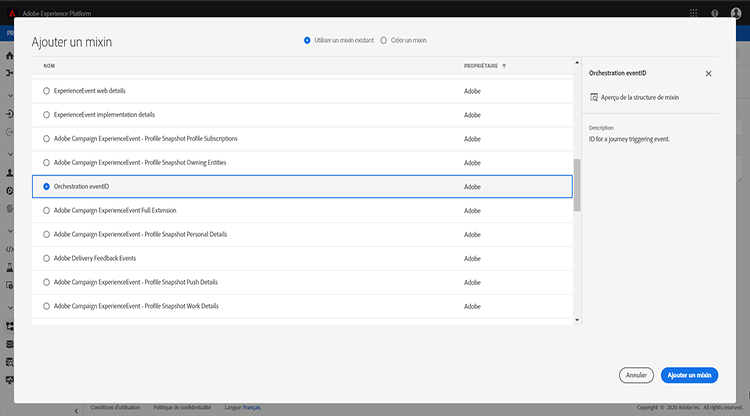 Adobe Experience Platform
PR
Ajouter un mixin
Utiliser un mixin existant
Créer un mixin
NOM
PROPRIÉTAIRE
ExperienceEvent web details
Adobe
ExperienceEvent implementation details
Adobe
Adobe Campaign ExperienceEvent - Profile Snapshot Profile Subscriptions
Adobe
Adobe Campaign ExperienceEvent - Profile Snapshot Owning Entities
Adobe
Orchestration eventID
Adobe
Adobe Campaign ExperienceEvent Full Extension
Adobe
Adobe Campaign ExperienceEvent - Profile Snapshot Personal Details
Adobe
Adobe Delivery Feedback Events
Adobe
Adobe Campaign ExperienceEvent - Profile Snapshot Push Details
Adobe
Adobe Campaign ExperienceEvent - Profile Snapshot Work Details
Adobe
Orchestration eventID
Aperçu de la structure de mixin
Description
ID for a journey triggering event.
Annuler
Ajouter un mixin
Conditions d'utilisation
Politique de confidentialité
Langue Français
Copyright © 2020 Adobe Inc. All rights reserved.